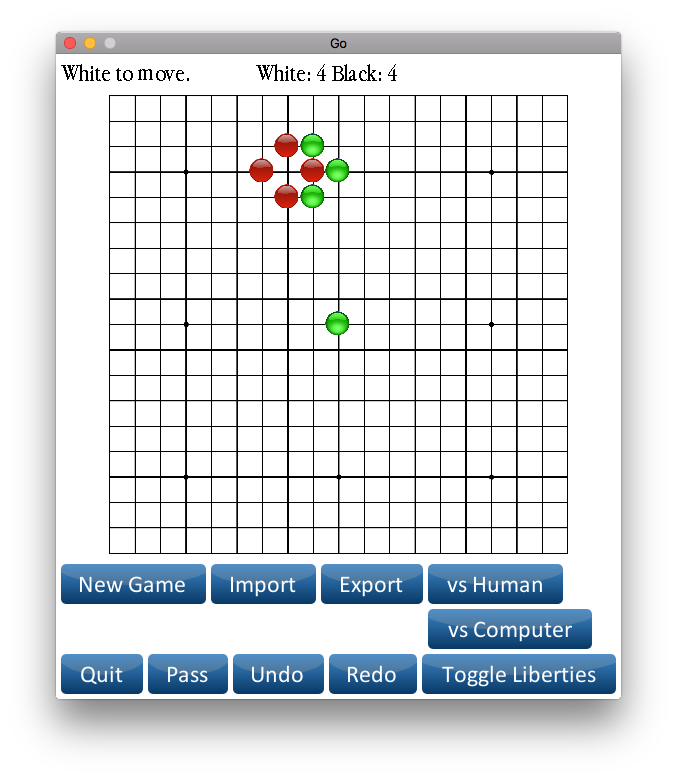 Go
White to move. White: 4 Black: 4
New Game Import Export vs Human
vs Computer
Quit Pass Undo Redo Toggle Liberties